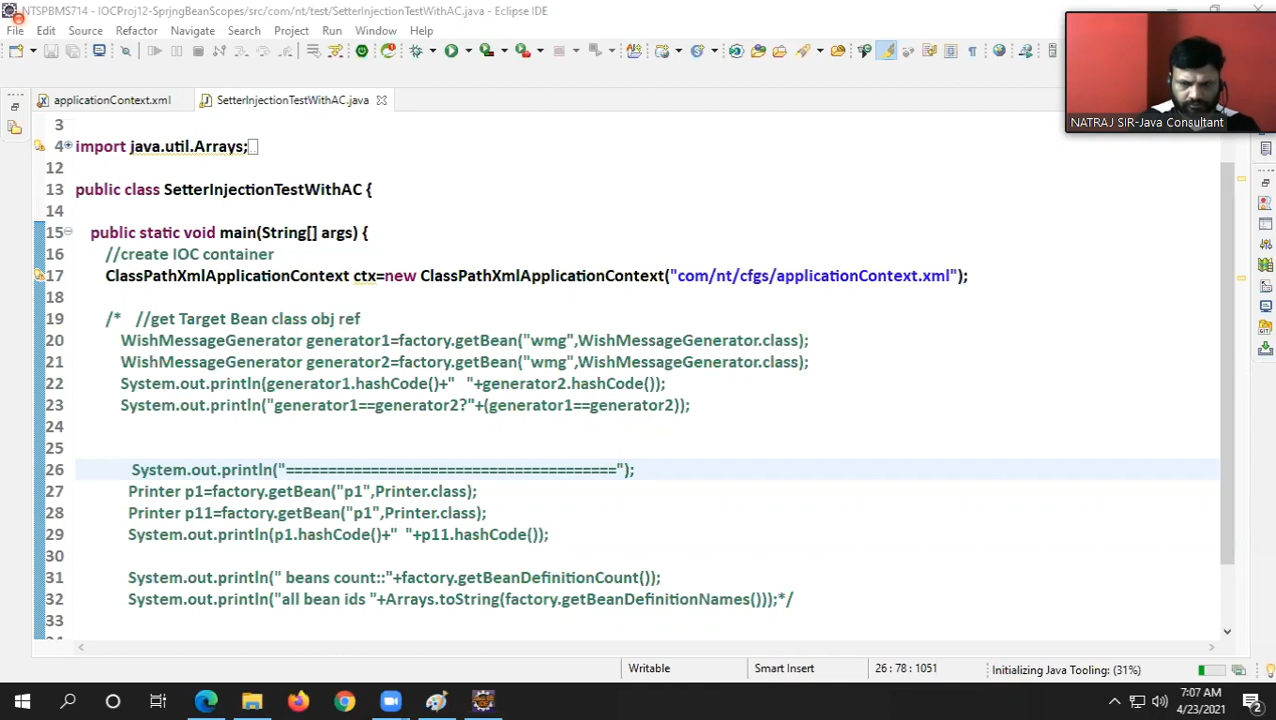 NTSPBMS714 - IOCProj12-SprjngBeanScopes/src/com/nt/test/SetterInjectionTestWithAC.java - Eclipse IDE
File Edit Source Refactor Navigate Search Project Run Window Help
applicationContext.xml SetterInjectionTestWithAC.java
NATRAJ SIR-Java Consultant
3
4 import java.util.Arrays;
12
13 public class SetterInjectionTestWithAC {
14
15 public static void main(String[] args) {
16 //create IOC container
17 ClassPathXmlApplicationContext ctx=new ClassPathXmlApplicationContext("com/nt/cfgs/applicationContext.xml");
18
19 /* //get Target Bean class obj ref
20 WishMessageGenerator generator1=factory.getBean("wmg",WishMessageGenerator.class);
21 WishMessageGenerator generator2=factory.getBean("wmg",WishMessageGenerator.class);
22 System.out.println(generator1.hashCode()+" "+generator2.hashCode());
23 System.out.println("generator1==generator2?"+(generator1==generator2));
24
25
26 System.out.println("=======================================");
27 Printer p1=factory.getBean("p1",Printer.class);
28 Printer p11=factory.getBean("p1",Printer.class);
29 System.out.println(p1.hashCode()+" "+p11.hashCode());
30
31 System.out.println(" beans count::"+factory.getBeanDefinitionCount());
32 System.out.println("all bean ids "+Arrays.toString(factory.getBeanDefinitionNames()));*/
33
Writable Smart Insert 26 : 78 : 1051 Initializing Java Tooling: (31%)
7:07 AM
4/23/2021
2